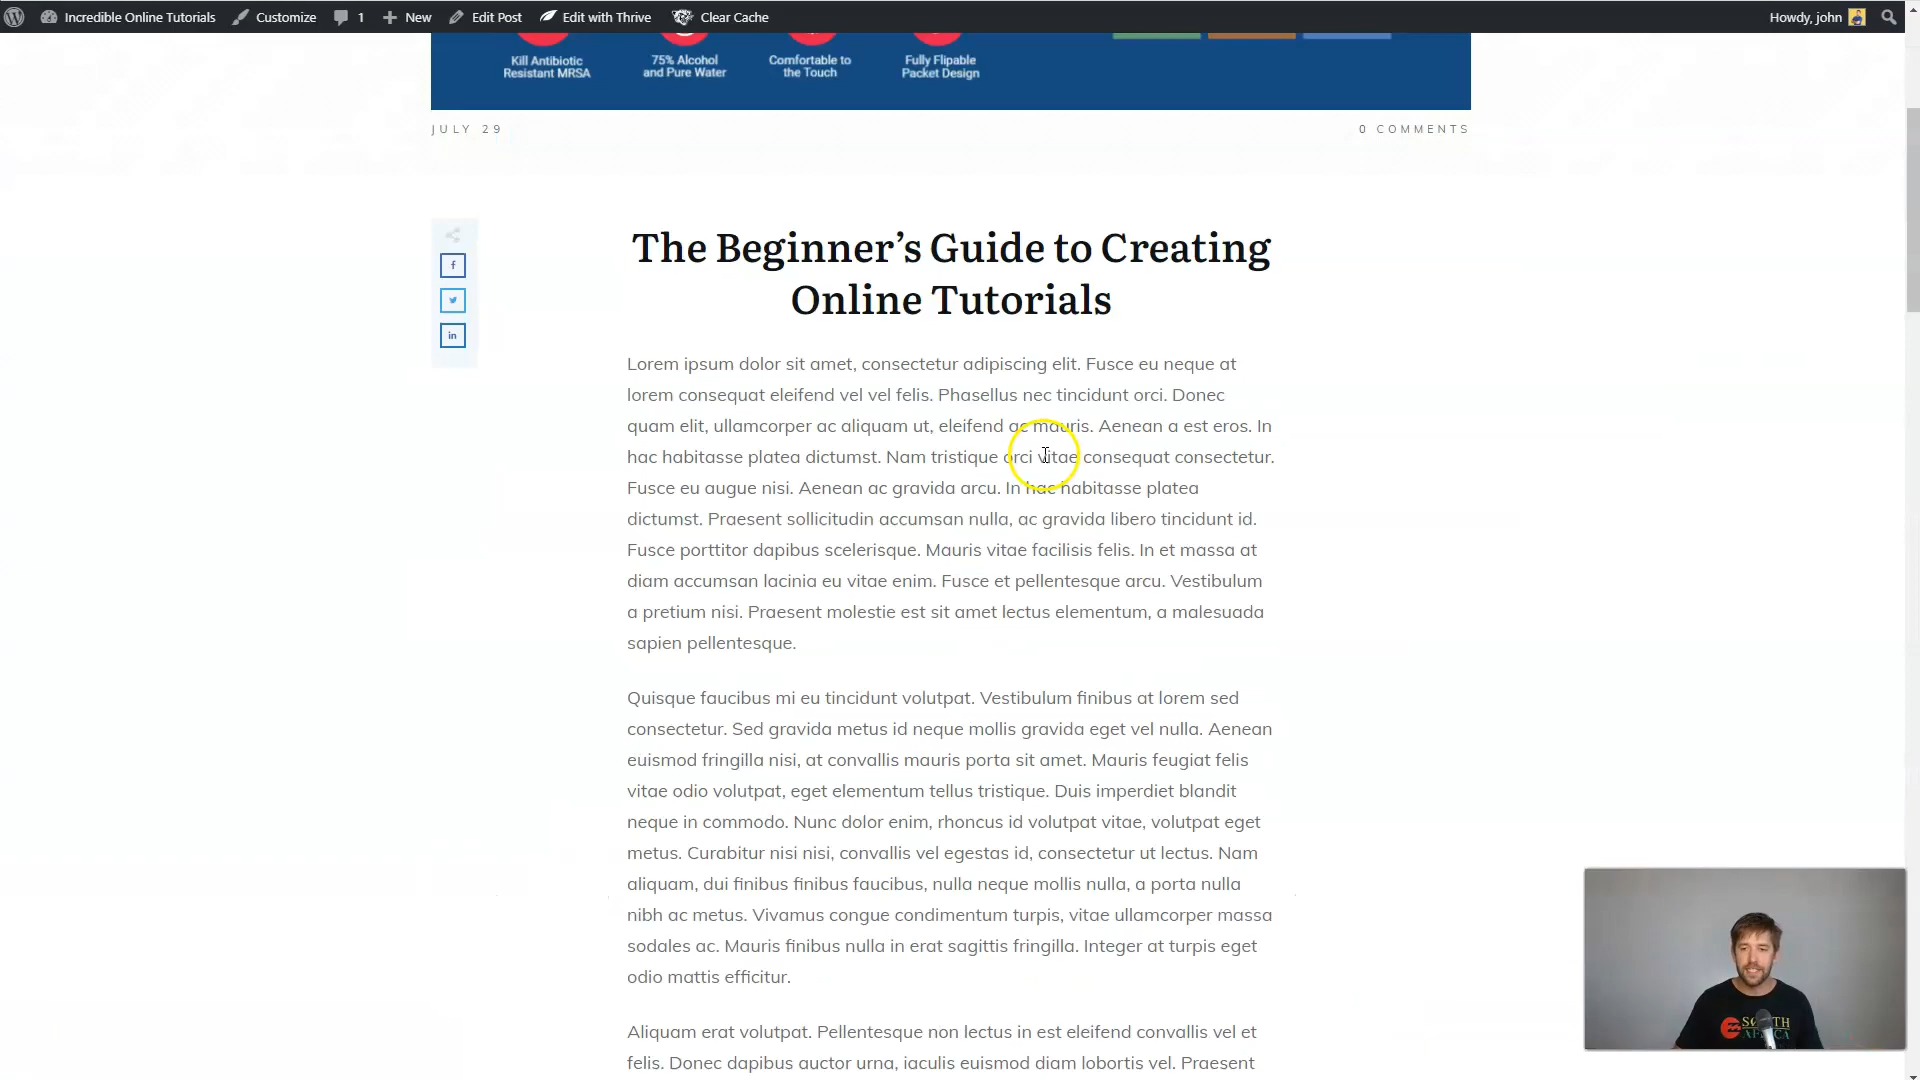 Incredible Online Tutorials Customize 1 New Edit Post Edit with Thrive Clear Cache Howdy, john
Kill Antibiotic
Resistant MRSA
75% Alcohol
and Pure Water
Comfortable to
the Touch
Fully Flipable
Packet Design
JULY 29
0 COMMENTS
The Beginner’s Guide to Creating
Online Tutorials
Lorem ipsum dolor sit amet, consectetur adipiscing elit. Fusce eu neque at
lorem consequat eleifend vel vel felis. Phasellus nec tincidunt orci. Donec
quam elit, ullamcorper ac aliquam ut, eleifend ac mauris. Aenean a est eros. In
hac habitasse platea dictumst. Nam tristique orci vitae consequat consectetur.
Fusce eu augue nisi. Aenean ac gravida arcu. In hac habitasse platea
dictumst. Praesent sollicitudin accumsan nulla, ac gravida libero tincidunt id.
Fusce porttitor dapibus scelerisque. Mauris vitae facilisis felis. In et massa at
diam accumsan lacinia eu vitae enim. Fusce et pellentesque arcu. Vestibulum
a pretium nisi. Praesent molestie est sit amet lectus elementum, a malesuada
sapien pellentesque.
Quisque faucibus mi eu tincidunt volutpat. Vestibulum finibus at lorem sed
consectetur. Sed gravida metus id neque mollis gravida eget vel nulla. Aenean
euismod fringilla nisi, at convallis mauris porta sit amet. Mauris feugiat felis
vitae odio volutpat, eget elementum tellus tristique. Duis imperdiet blandit
neque in commodo. Nunc dolor enim, rhoncus id volutpat vitae, volutpat eget
metus. Curabitur nisi nisi, convallis vel egestas id, consectetur ut lectus. Nam
aliquam, dui finibus finibus faucibus, nulla neque mollis nulla, a porta nulla
nibh ac metus. Vivamus congue condimentum turpis, vitae ullamcorper massa
sodales ac. Mauris finibus nulla in erat sagittis fringilla. Integer at turpis eget
odio mattis efficitur.
Aliquam erat volutpat. Pellentesque non lectus in est eleifend convallis vel et
felis. Donec dapibus auctor urna, iaculis euismod diam lobortis vel. Praesent
SOUTH
AFRICA